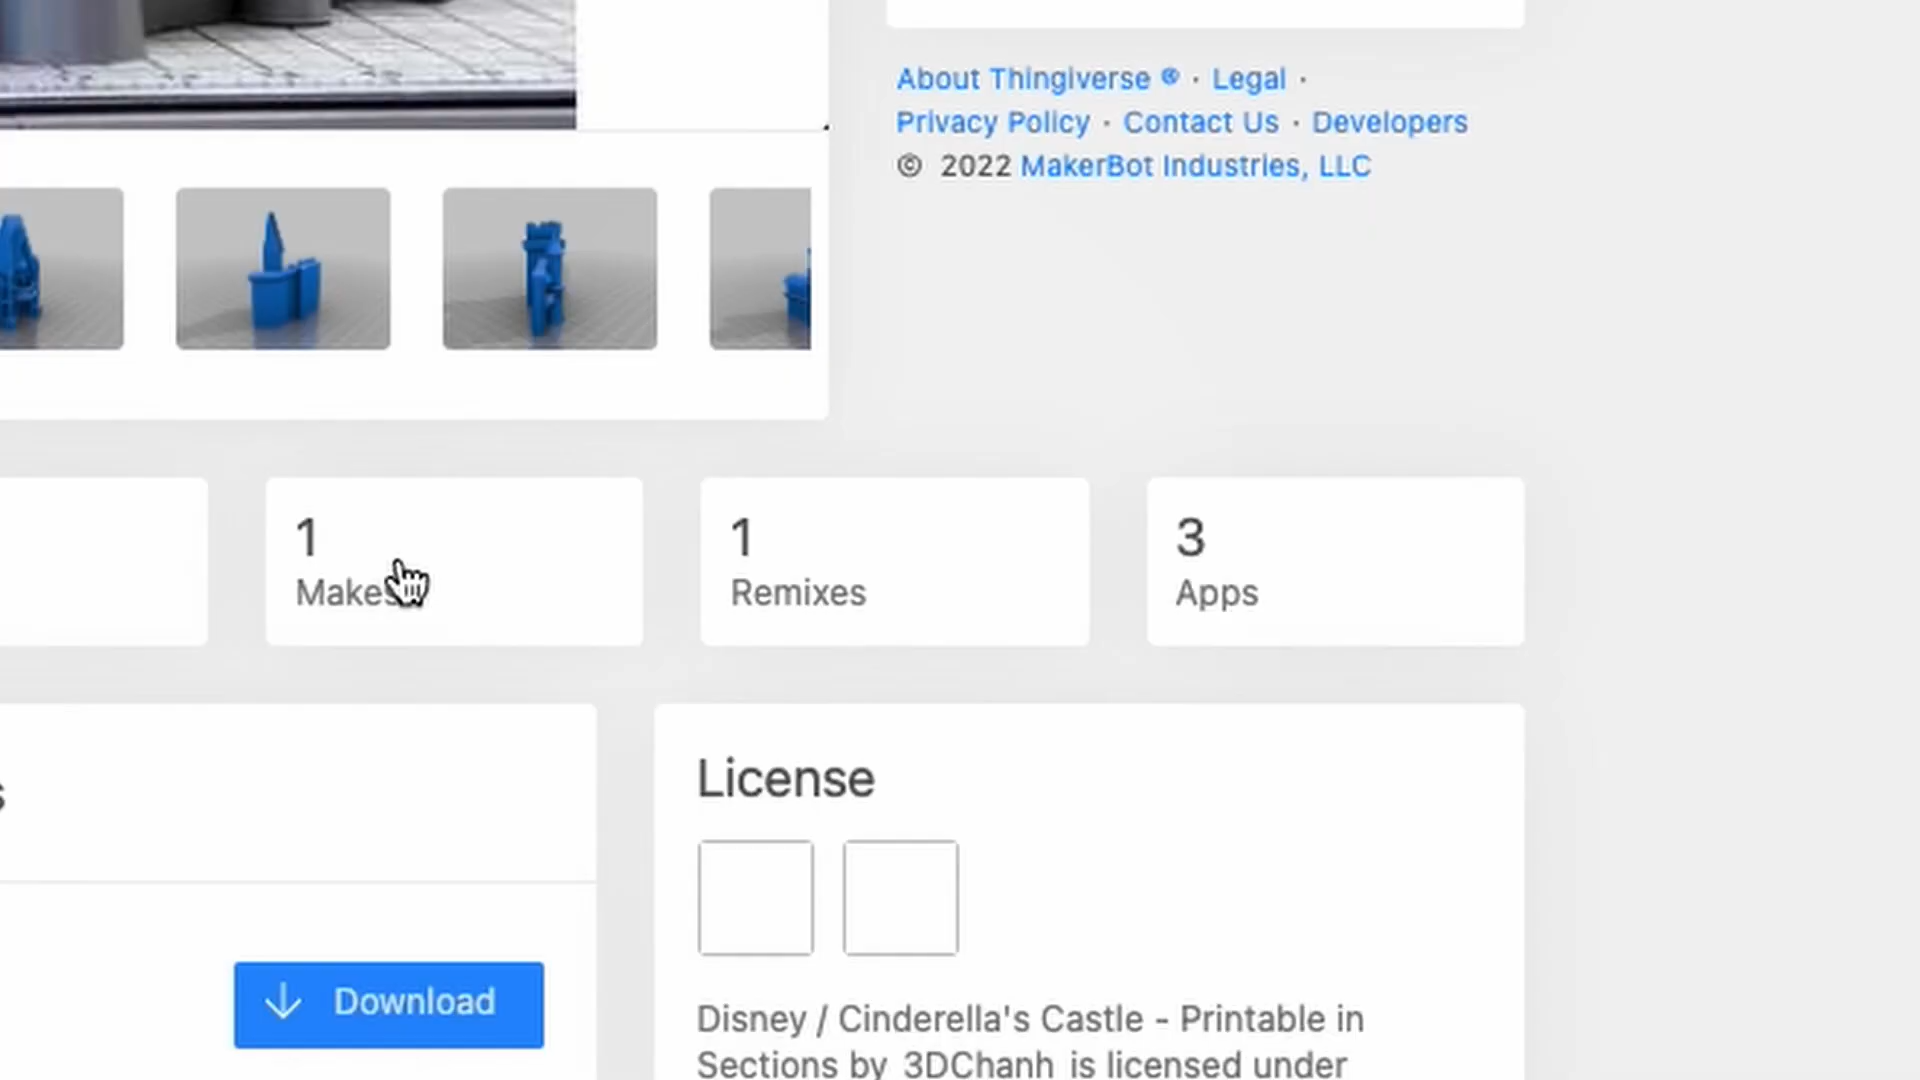 About Thingiverse ® · Legal ·
Privacy Policy · Contact Us · Developers
© 2022 MakerBot Industries, LLC
1
Makes
1
Remixes
3
Apps
s
License
Download
Disney / Cinderella's Castle - Printable in
Sections by 3DChanh is licensed under